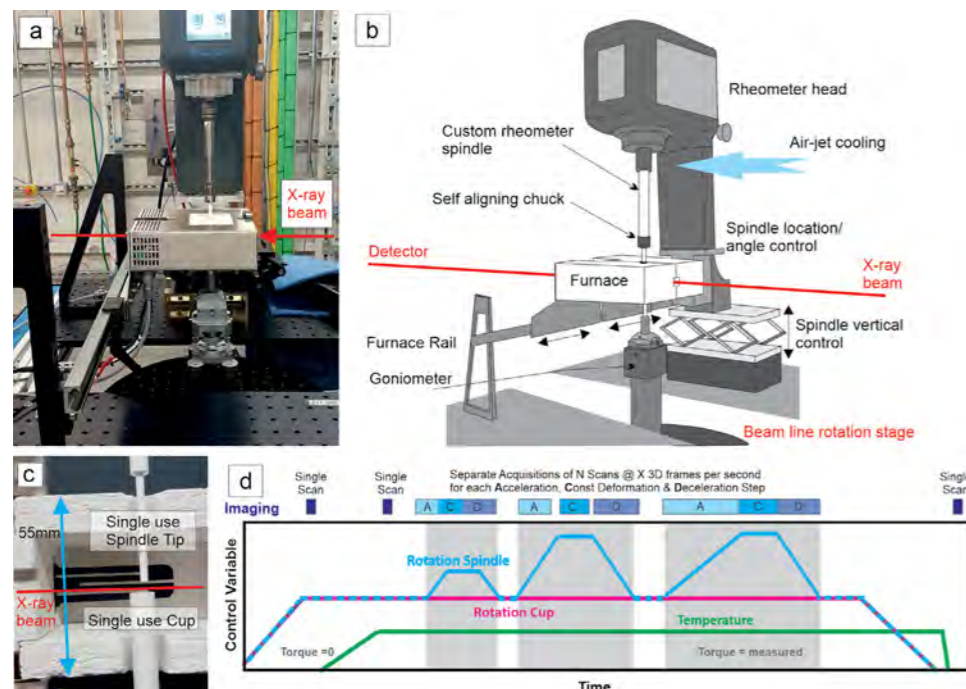 a
X-ray
beam
b
Rheometer head
Custom rheometer
spindle
Air-jet cooling
Self aligning chuck
Spindle location/
angle control
Detector
X-ray
beam
Furnace
Spindle vertical
control
Furnace Rail
Goniometer
Beam line rotation stage
c
55mm
Single use
Spindle Tip
X-ray
beam
Single use Cup
d
Single
Scan
Single
Scan
Separate Acquisitions of N Scans @ X 3D frames per second
for each Acceleration, Const Deformation & Deceleration Step
Single
Scan
Imaging
A C D A C D A C D
Control Variable
Rotation Spindle
Rotation Cup
Temperature
Torque =0
Torque = measured
Time